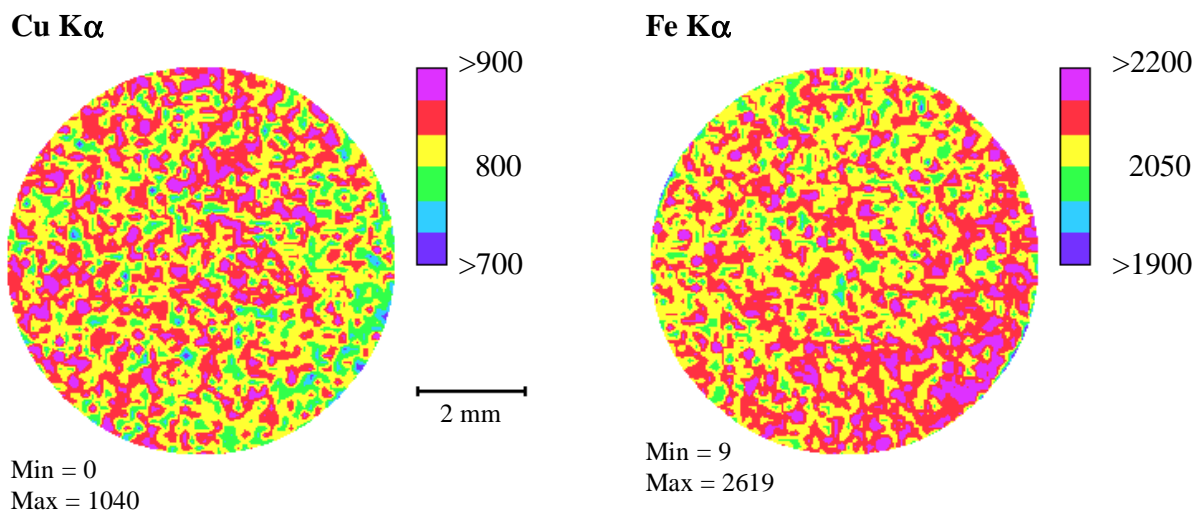 Cu Kα
>900
800
>700
2 mm
Min = 0
Max = 1040
Fe Kα
>2200
2050
>1900
Min = 9
Max = 2619